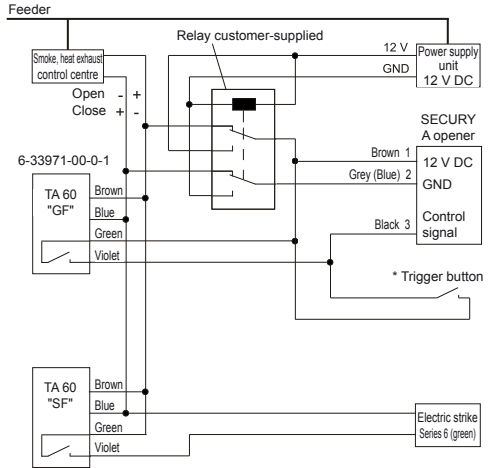 Feeder
Relay customer-supplied
12 V
GND
Power supply
unit
12 V DC
Smoke, heat exhaust
control centre
Open - +
Close + -
SECURY
A opener
6-33971-00-0-1
Brown 1
12 V DC
Grey (Blue) 2
GND
TA 60
"GF"
Brown
Blue
Green
Violet
Black 3
Control
signal
* Trigger button
TA 60
"SF"
Brown
Blue
Green
Violet
Electric strike
Series 6 (green)